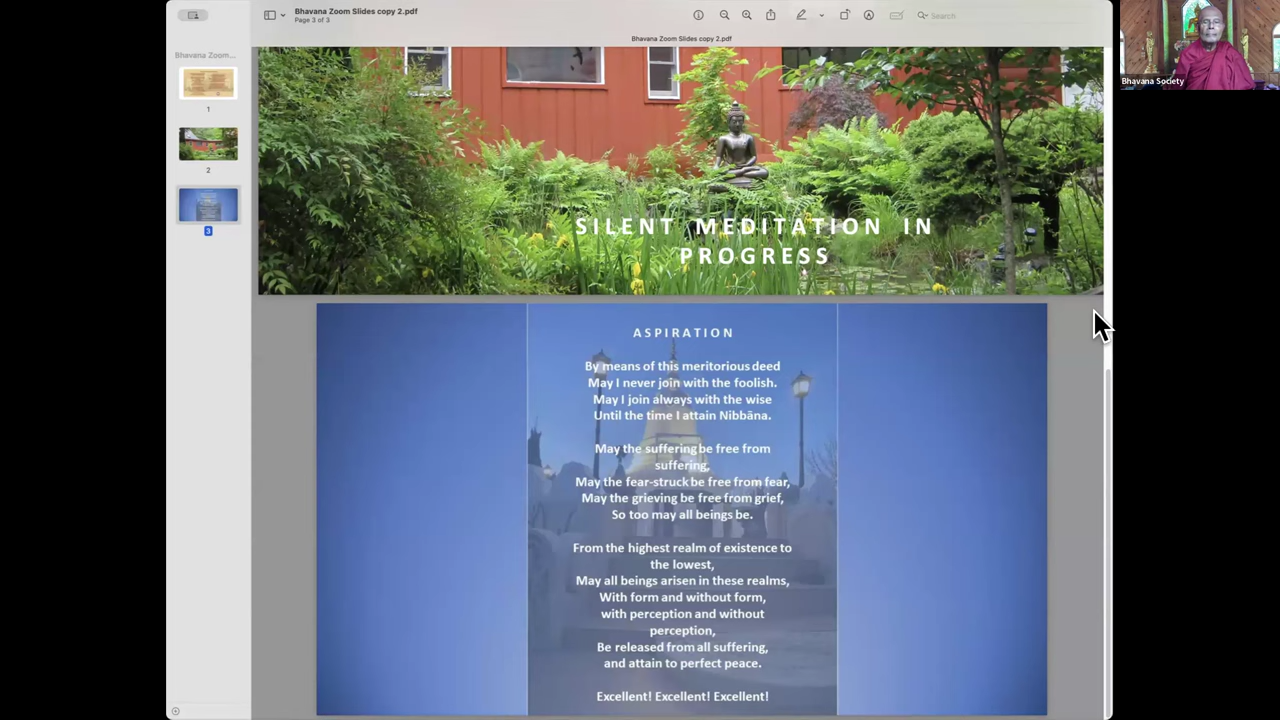 Bhavana Zoom Slides copy 2.pdf
Page 3 of 3
Search
Bhavana Society
Bhavana Zoom Slides copy 2.pdf
Bhavana Zoom...
1
2
3
SILENT MEDITATION IN
PROGRESS
ASPIRATION
By means of this meritorious deed
May I never join with the foolish.
May I join always with the wise
Until the time I attain Nibbāna.
May the suffering be free from
suffering,
May the fear-struck be free from fear,
May the grieving be free from grief,
So too may all beings be.
From the highest realm of existence to
the lowest,
May all beings arisen in these realms,
With form and without form,
with perception and without
perception,
Be released from all suffering,
and attain to perfect peace.
Excellent! Excellent! Excellent!